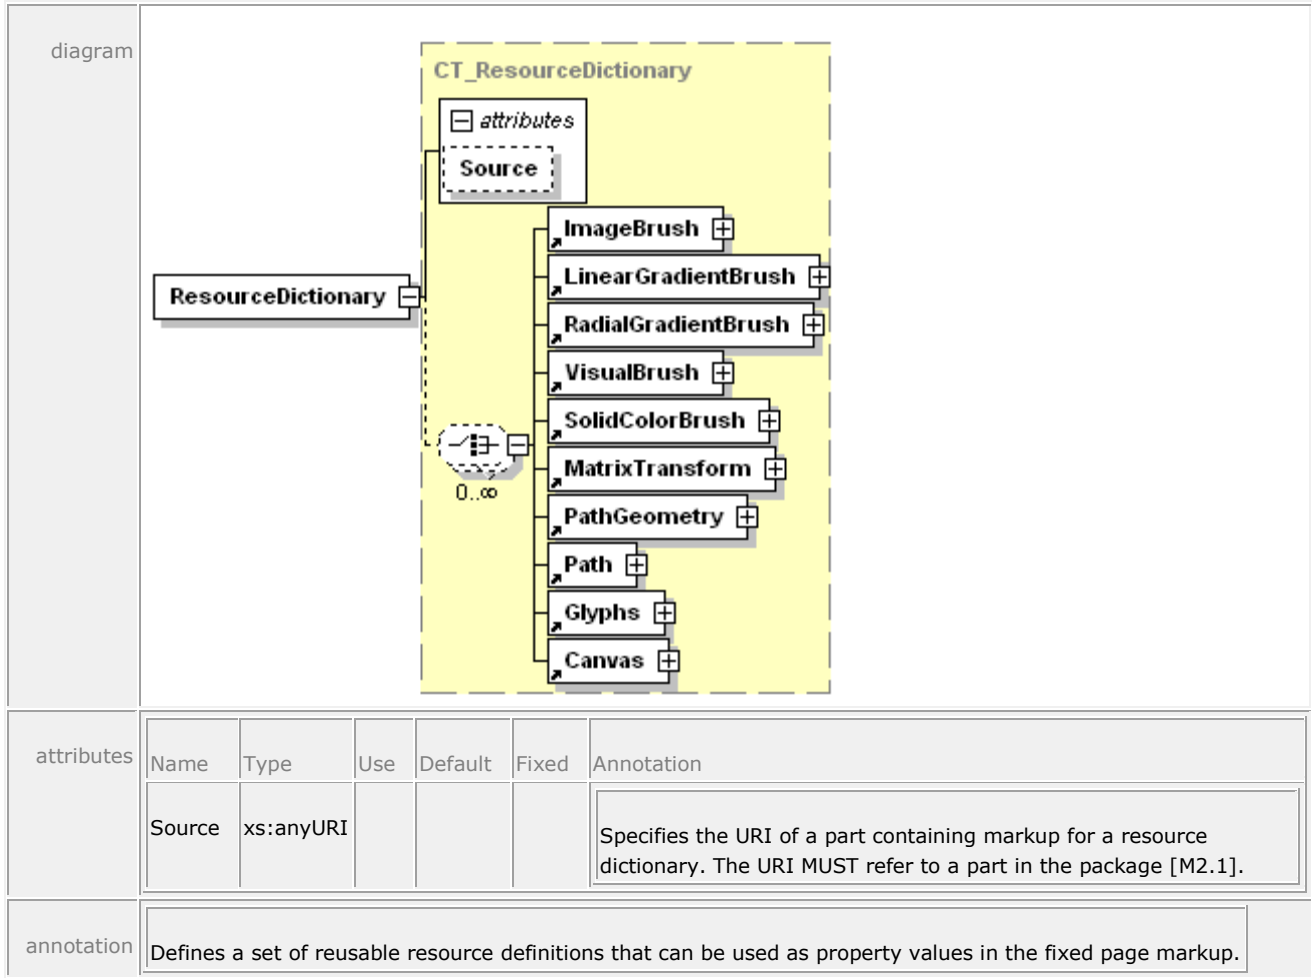 diagram
CT_ResourceDictionary
attributes
Source
ResourceDictionary
ImageBrush
LinearGradientBrush
RadialGradientBrush
VisualBrush
SolidColorBrush
MatrixTransform
PathGeometry
Path
Glyphs
Canvas
0..∞
attributes
Name Type Use Default Fixed Annotation
Source xs:anyURI
Specifies the URI of a part containing markup for a resource
dictionary. The URI MUST refer to a part in the package [M2.1].
annotation
Defines a set of reusable resource definitions that can be used as property values in the fixed page markup.